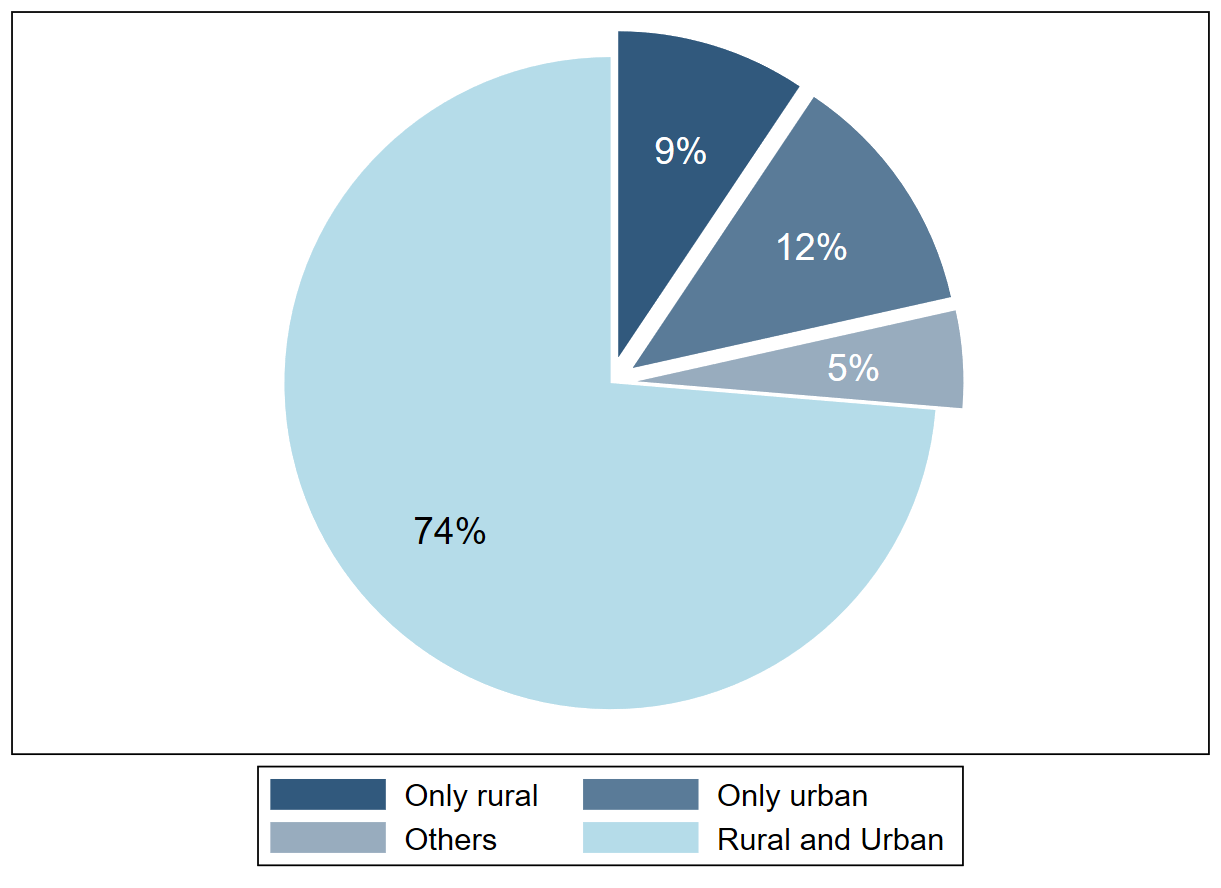 9%
12%
5%
74%
Only rural
Only urban
Others
Rural and Urban